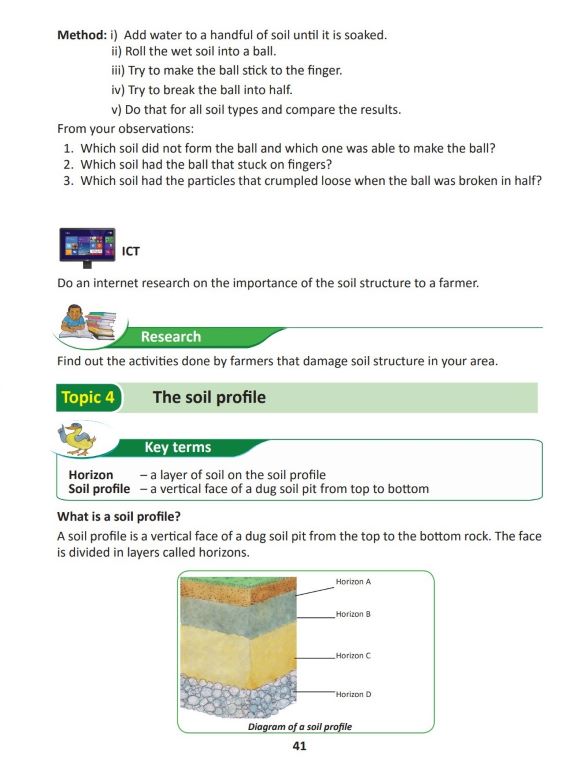 Method: i) Add water to a handful of soil until it is soaked.
ii) Roll the wet soil into a ball.
iii) Try to make the ball stick to the finger.
iv) Try to break the ball into half.
v) Do that for all soil types and compare the results.
From your observations:
1. Which soil did not form the ball and which one was able to make the ball?
2. Which soil had the ball that stuck on fingers?
3. Which soil had the particles that crumpled loose when the ball was broken in half?
ICT
Do an internet research on the importance of the soil structure to a farmer.
Research
Find out the activities done by farmers that damage soil structure in your area.
Topic 4 The soil profile
Key terms
Horizon – a layer of soil on the soil profile
Soil profile – a vertical face of a dug soil pit from top to bottom
What is a soil profile?
A soil profile is a vertical face of a dug soil pit from the top to the bottom rock. The face
is divided in layers called horizons.
Horizon A
Horizon B
Horizon C
Horizon D
Diagram of a soil profile
41